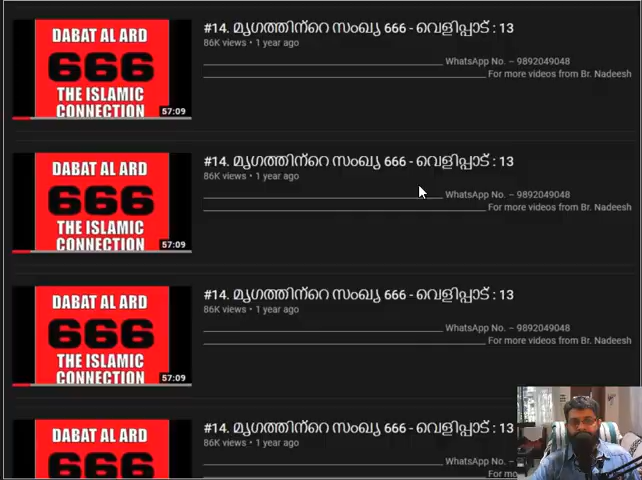 DABAT AL ARD
666
THE ISLAMIC
CONNECTION
57:09
#14. മൃഗത്തിന്റെ സംഖ്യ 666 - വെളിപ്പാട് : 13
86K views • 1 year ago
WhatsApp No. – 9892049048
For more videos from Br. Nadeesh
DABAT AL ARD
666
THE ISLAMIC
CONNECTION
57:09
#14. മൃഗത്തിന്റെ സംഖ്യ 666 - വെളിപ്പാട് : 13
86K views • 1 year ago
WhatsApp No. – 9892049048
For more videos from Br. Nadeesh
DABAT AL ARD
666
THE ISLAMIC
CONNECTION
57:09
#14. മൃഗത്തിന്റെ സംഖ്യ 666 - വെളിപ്പാട് : 13
86K views • 1 year ago
WhatsApp No. – 9892049048
For more videos from Br. Nadeesh
DABAT AL ARD
666
#14. മൃഗത്തിന്റെ സംഖ്യ 666 - വെളിപ്പാട് : 13
86K views • 1 year ago
WhatsApp No.
For